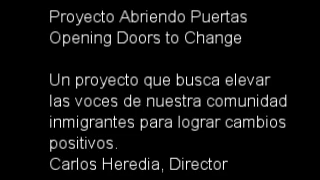 Proyecto Abriendo Puertas
Opening Doors to Change
Un proyecto que busca elevar
las voces de nuestra comunidad
inmigrantes para lograr cambios
positivos.
Carlos Heredia, Director